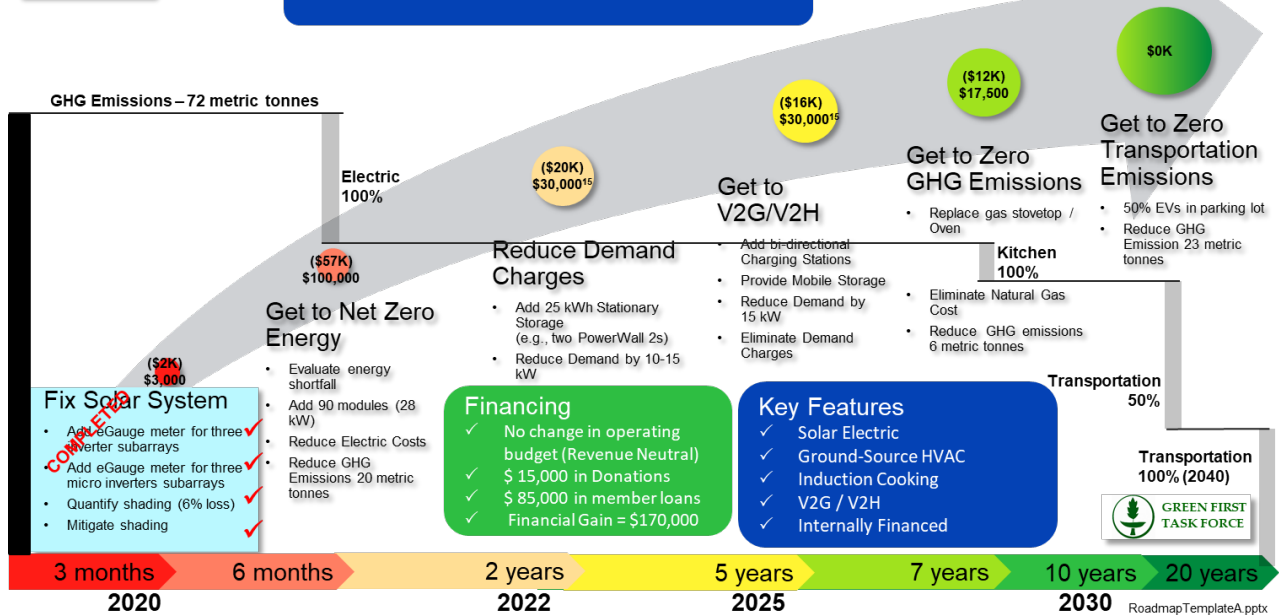 GHG Emissions – 72 metric tonnes
Electric
100%
Kitchen
100%
Transportation
50%
Transportation
100% (2040)
($2K)
$3,000
Fix Solar System
• Add eGauge meter for three
inverter subarrays
• Add eGauge meter for three
micro inverters subarrays
• Quantify shading (6% loss)
• Mitigate shading
COMPLETED
($57K)
$100,000
Get to Net Zero
Energy
• Evaluate energy
shortfall
• Add 90 modules (28
kW)
• Reduce Electric Costs
• Reduce GHG
Emissions 20 metric
tonnes
($20K)
$30,000¹⁵
Reduce Demand
Charges
• Add 25 kWh Stationary
Storage
(e.g., two PowerWall 2s)
• Reduce Demand by 10-15
kW
($16K)
$30,000¹⁵
Get to
V2G/V2H
• Add bi-directional
Charging Stations
• Provide Mobile Storage
• Reduce Demand by
15 kW
• Eliminate Demand
Charges
($12K)
$17,500
Get to Zero
GHG Emissions
• Replace gas stovetop /
Oven
• Eliminate Natural Gas
Cost
• Reduce GHG emissions
6 metric tonnes
$0K
Get to Zero
Transportation
Emissions
• 50% EVs in parking lot
• Reduce GHG
Emission 23 metric
tonnes
Financing
✓ No change in operating
budget (Revenue Neutral)
✓ $ 15,000 in Donations
✓ $ 85,000 in member loans
✓ Financial Gain = $170,000
Key Features
✓ Solar Electric
✓ Ground-Source HVAC
✓ Induction Cooking
✓ V2G / V2H
✓ Internally Financed
GREEN FIRST
TASK FORCE
3 months
6 months
2 years
5 years
7 years
10 years
20 years
2020
2022
2025
2030
RoadmapTemplateA.pptx